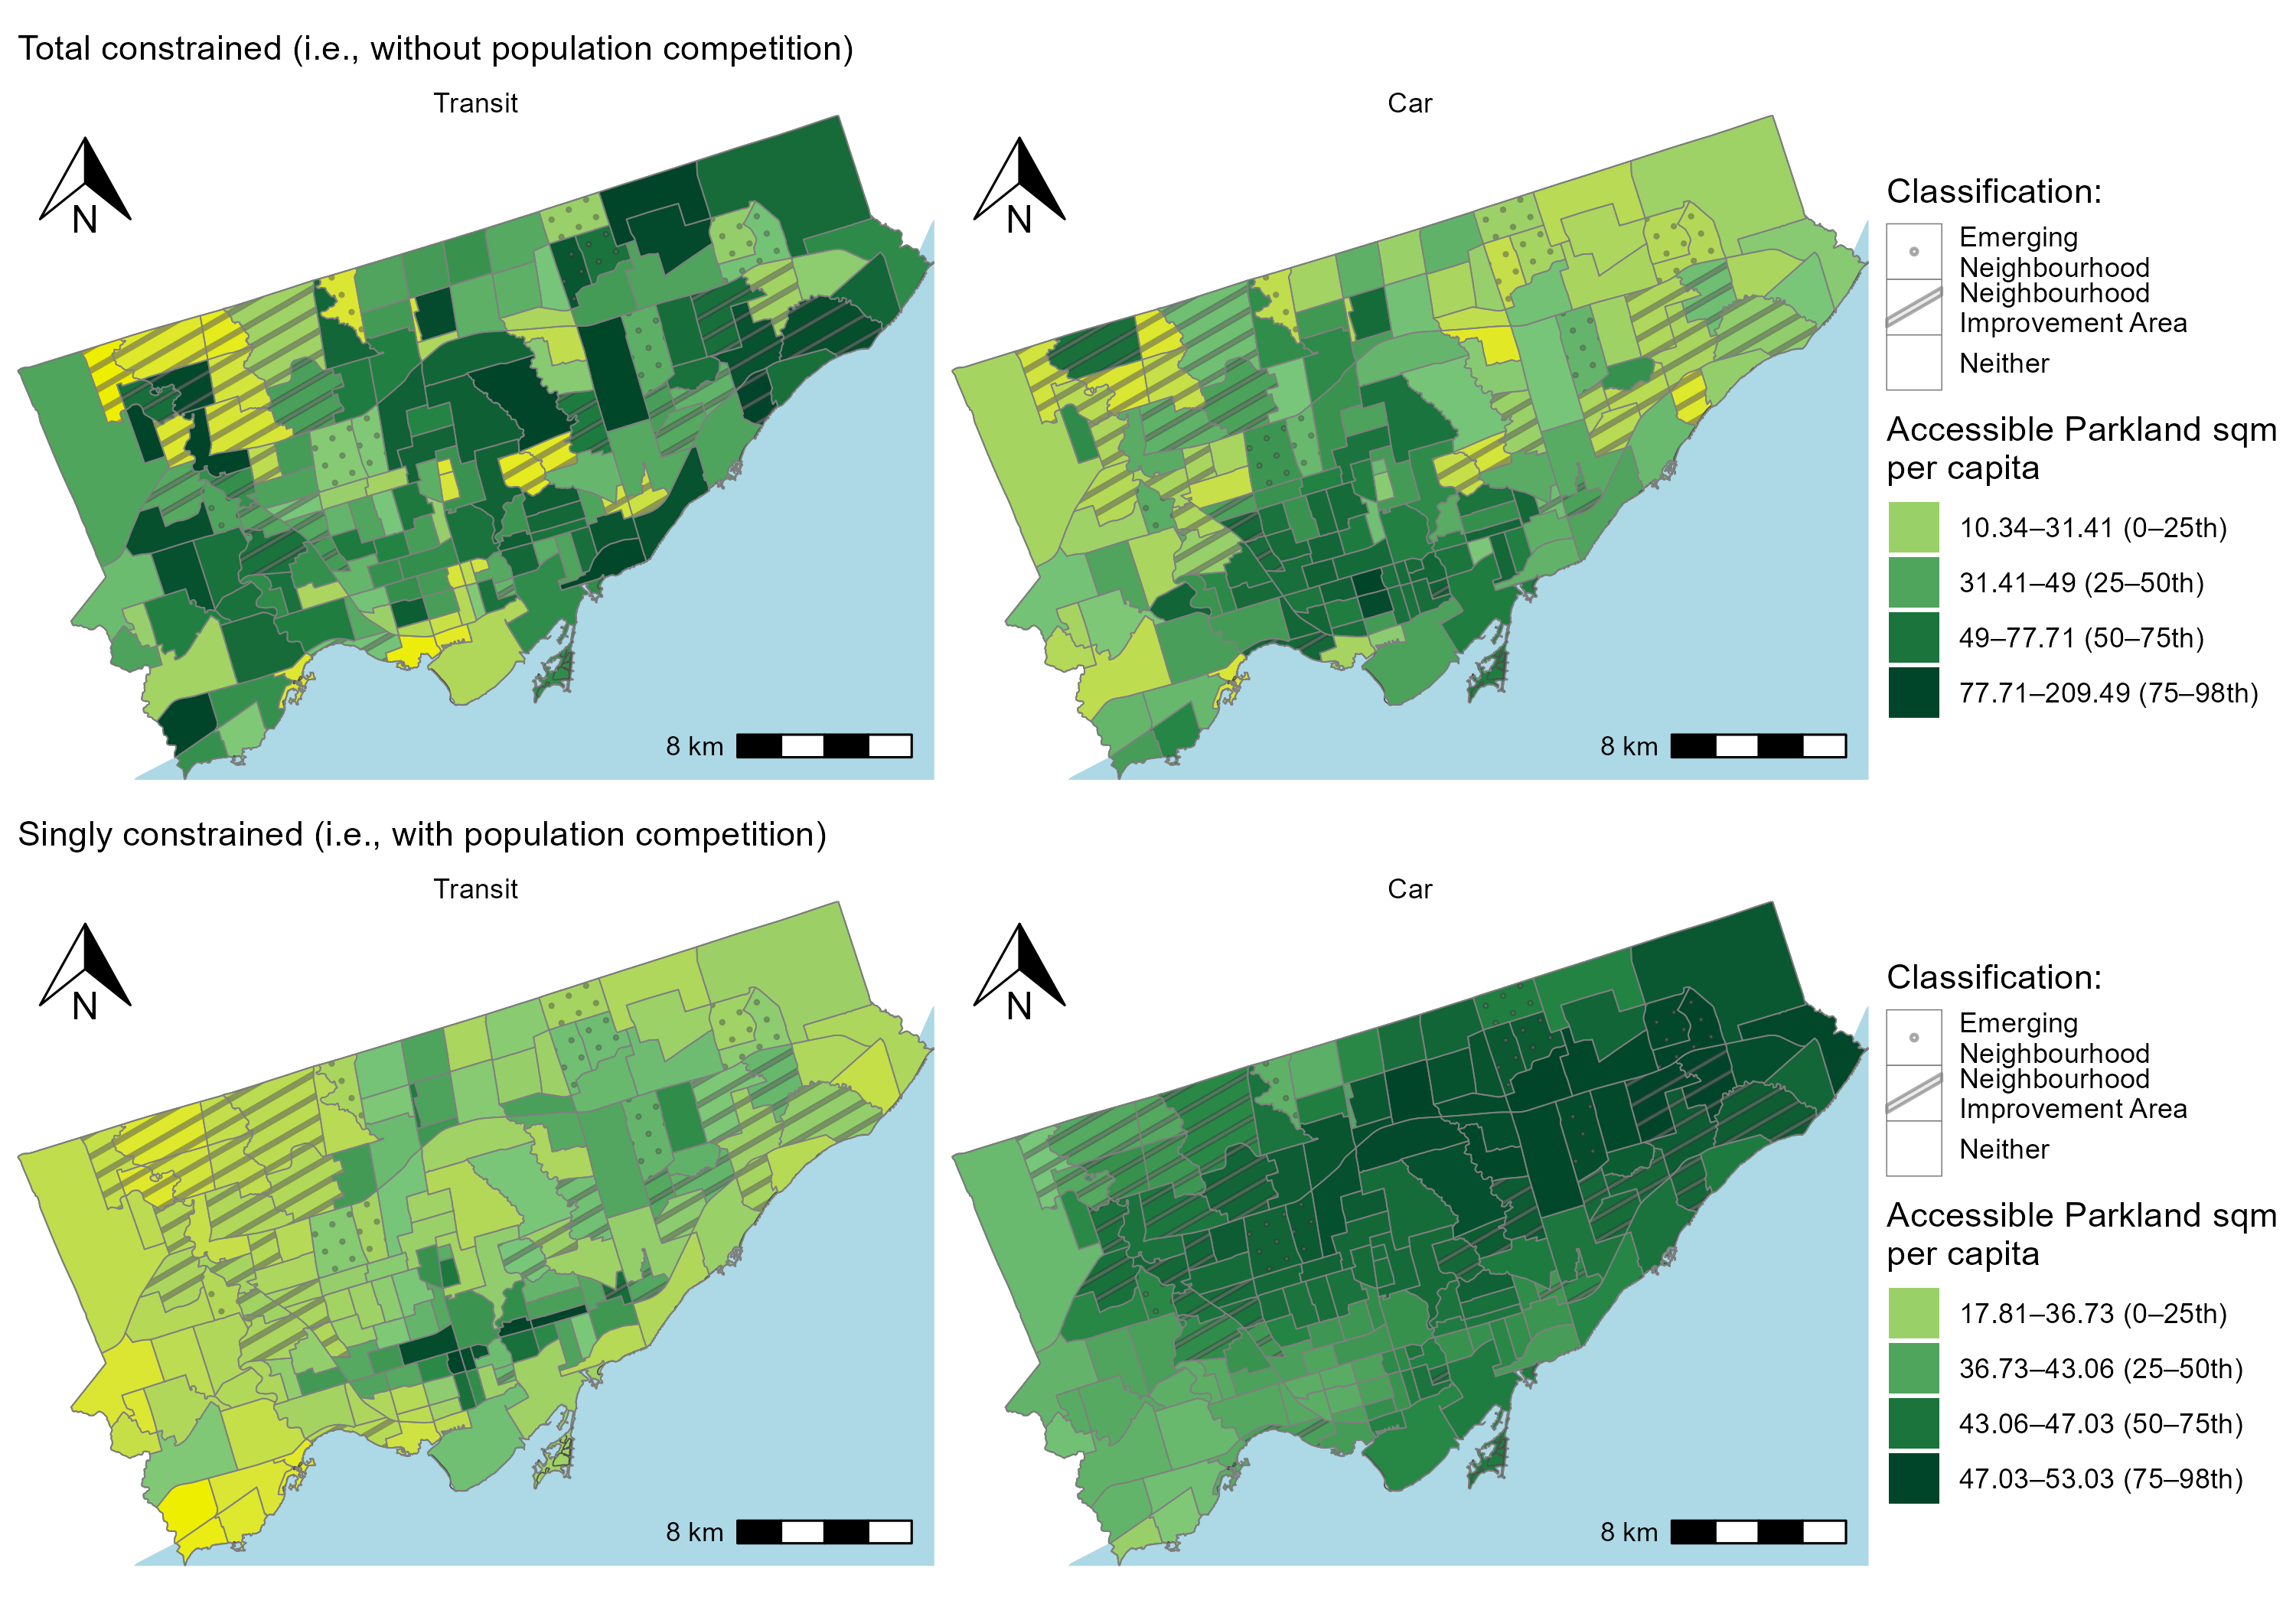 Total constrained (i.e., without population competition)
Transit
Car
N
N
8 km
8 km
Classification:
Emerging
Neighbourhood
Neighbourhood
Improvement Area
Neither
Accessible Parkland sqm
per capita
10.34–31.41 (0–25th)
31.41–49 (25–50th)
49–77.71 (50–75th)
77.71–209.49 (75–98th)
Singly constrained (i.e., with population competition)
Transit
Car
N
N
8 km
8 km
Classification:
Emerging
Neighbourhood
Neighbourhood
Improvement Area
Neither
Accessible Parkland sqm
per capita
17.81–36.73 (0–25th)
36.73–43.06 (25–50th)
43.06–47.03 (50–75th)
47.03–53.03 (75–98th)